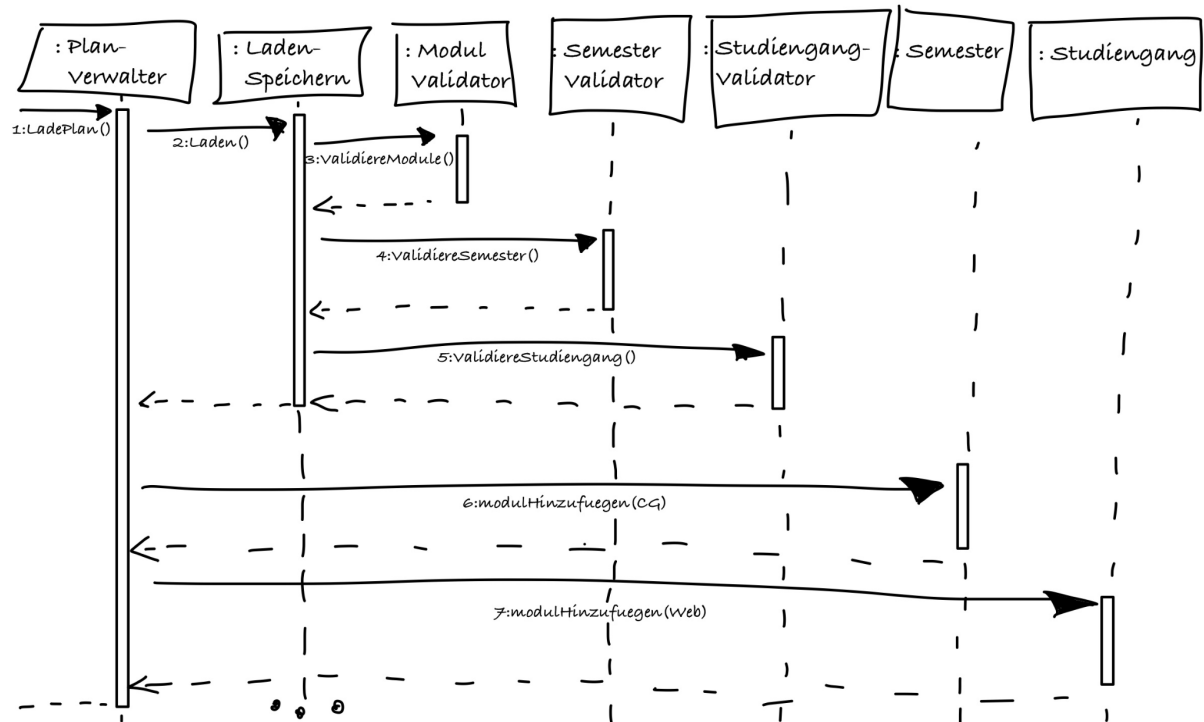 : Plan-
Verwalter
: Laden-
Speichern
: Modul
Validator
: Semester
Validator
: Studiengang-
Validator
: Semester
: Studiengang
1:LadePlan()
2:Laden()
3:ValidiereModule()
4:ValidiereSemester()
5:ValidiereStudiengang()
6:modulHinzufuegen(CG)
7:modulHinzufuegen(Web)